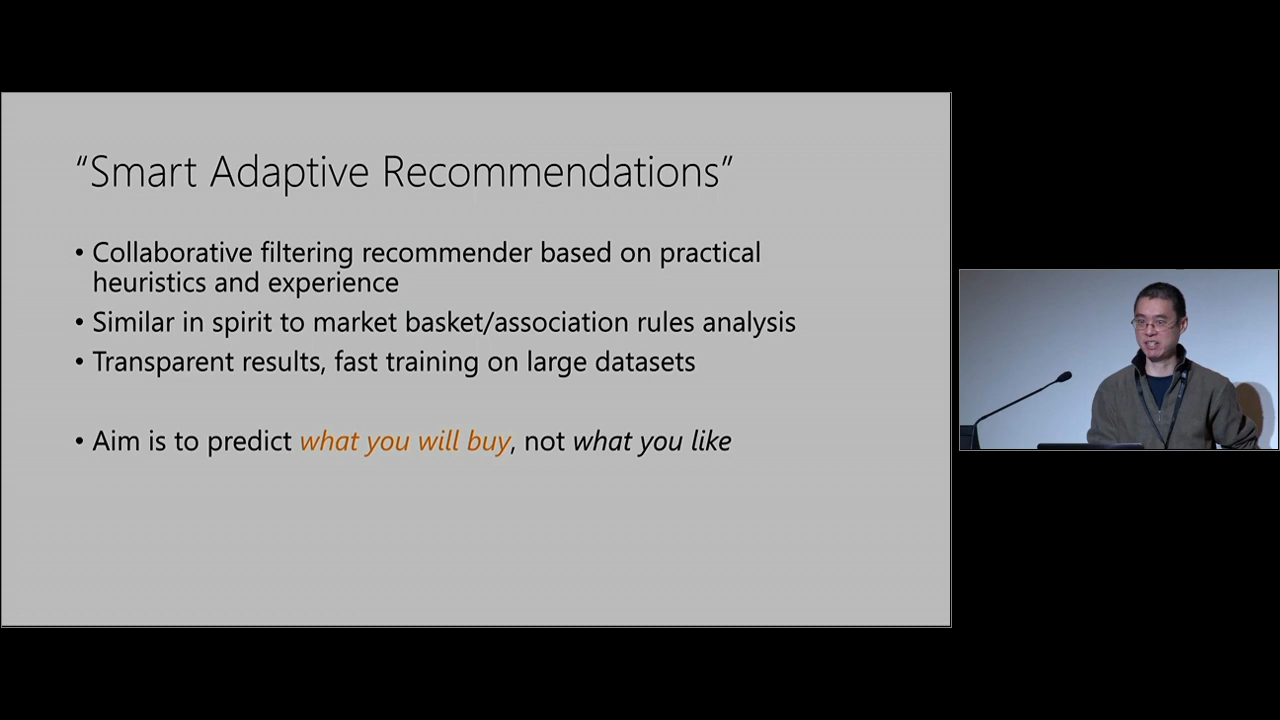 “Smart Adaptive Recommendations”
• Collaborative filtering recommender based on practical
heuristics and experience
• Similar in spirit to market basket/association rules analysis
• Transparent results, fast training on large datasets
• Aim is to predict what you will buy, not what you like